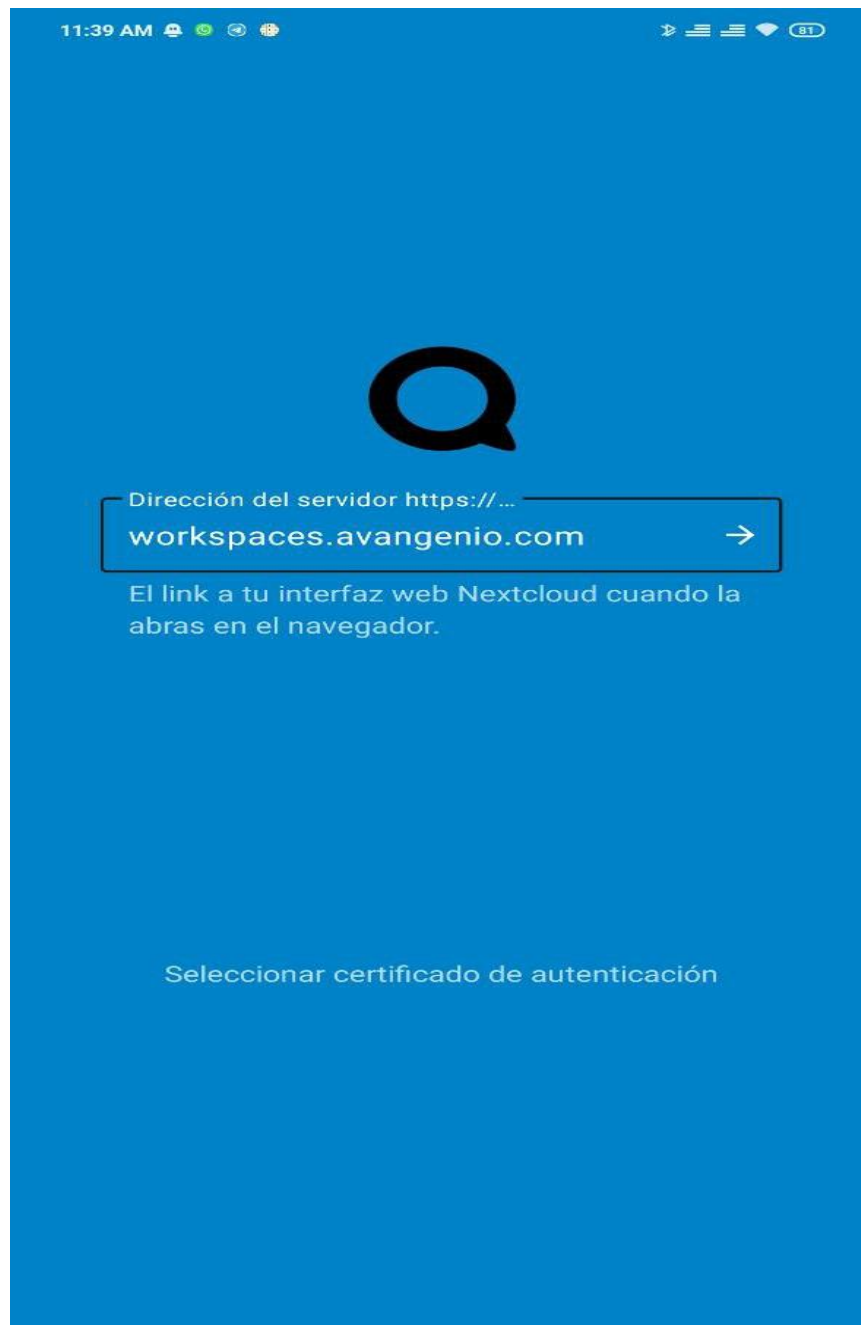 11:39 AM
81
Dirección del servidor https://...
workspaces.avangenio.com
El link a tu interfaz web Nextcloud cuando la
abras en el navegador.
Seleccionar certificado de autenticación